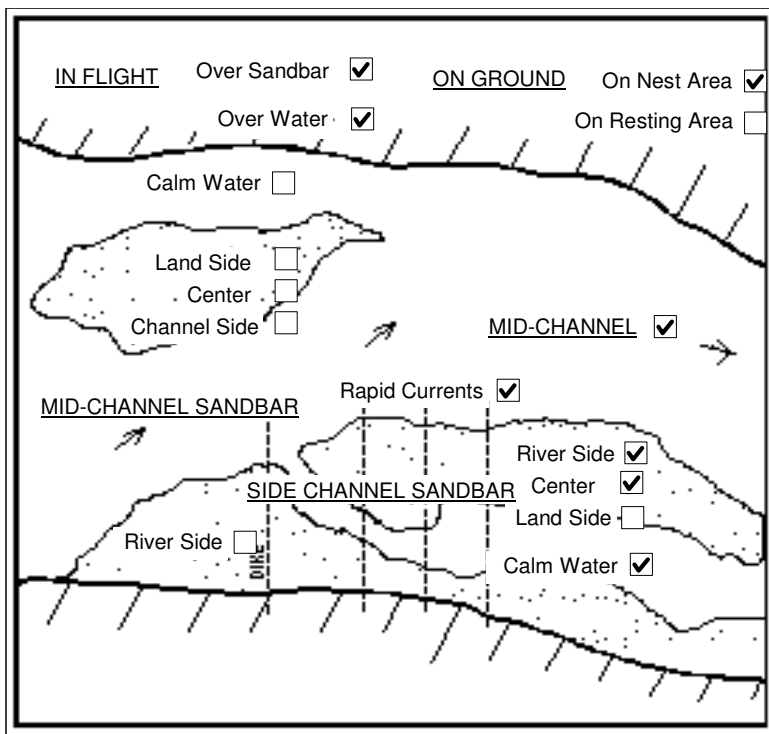 IN FLIGHT Over Sandbar ☑ ON GROUND On Nest Area ☑
Over Water ☑ On Resting Area ☐
Calm Water ☐
Land Side ☐
Center ☐
Channel Side ☐ MID-CHANNEL ☑
Rapid Currents ☑
MID-CHANNEL SANDBAR
River Side ☑
SIDE CHANNEL SANDBAR Center ☑
Land Side ☐
River Side ☐
DIKE
Calm Water ☑